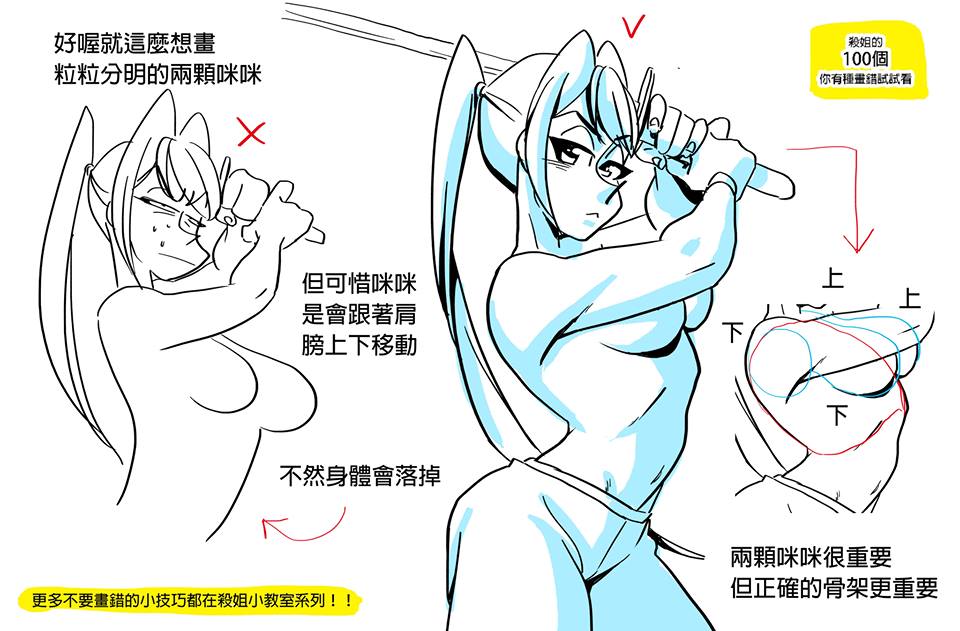 好喔就這麼想畫
粒粒分明的兩顆咪咪
殺姐的
100個
你有種畫錯試試看
但可惜咪咪
是會跟著肩
膀上下移動
上
上
下
下
不然身體會落掉
兩顆咪咪很重要
但正確的骨架更重要
更多不要畫錯的小技巧都在殺姐小教室系列！！